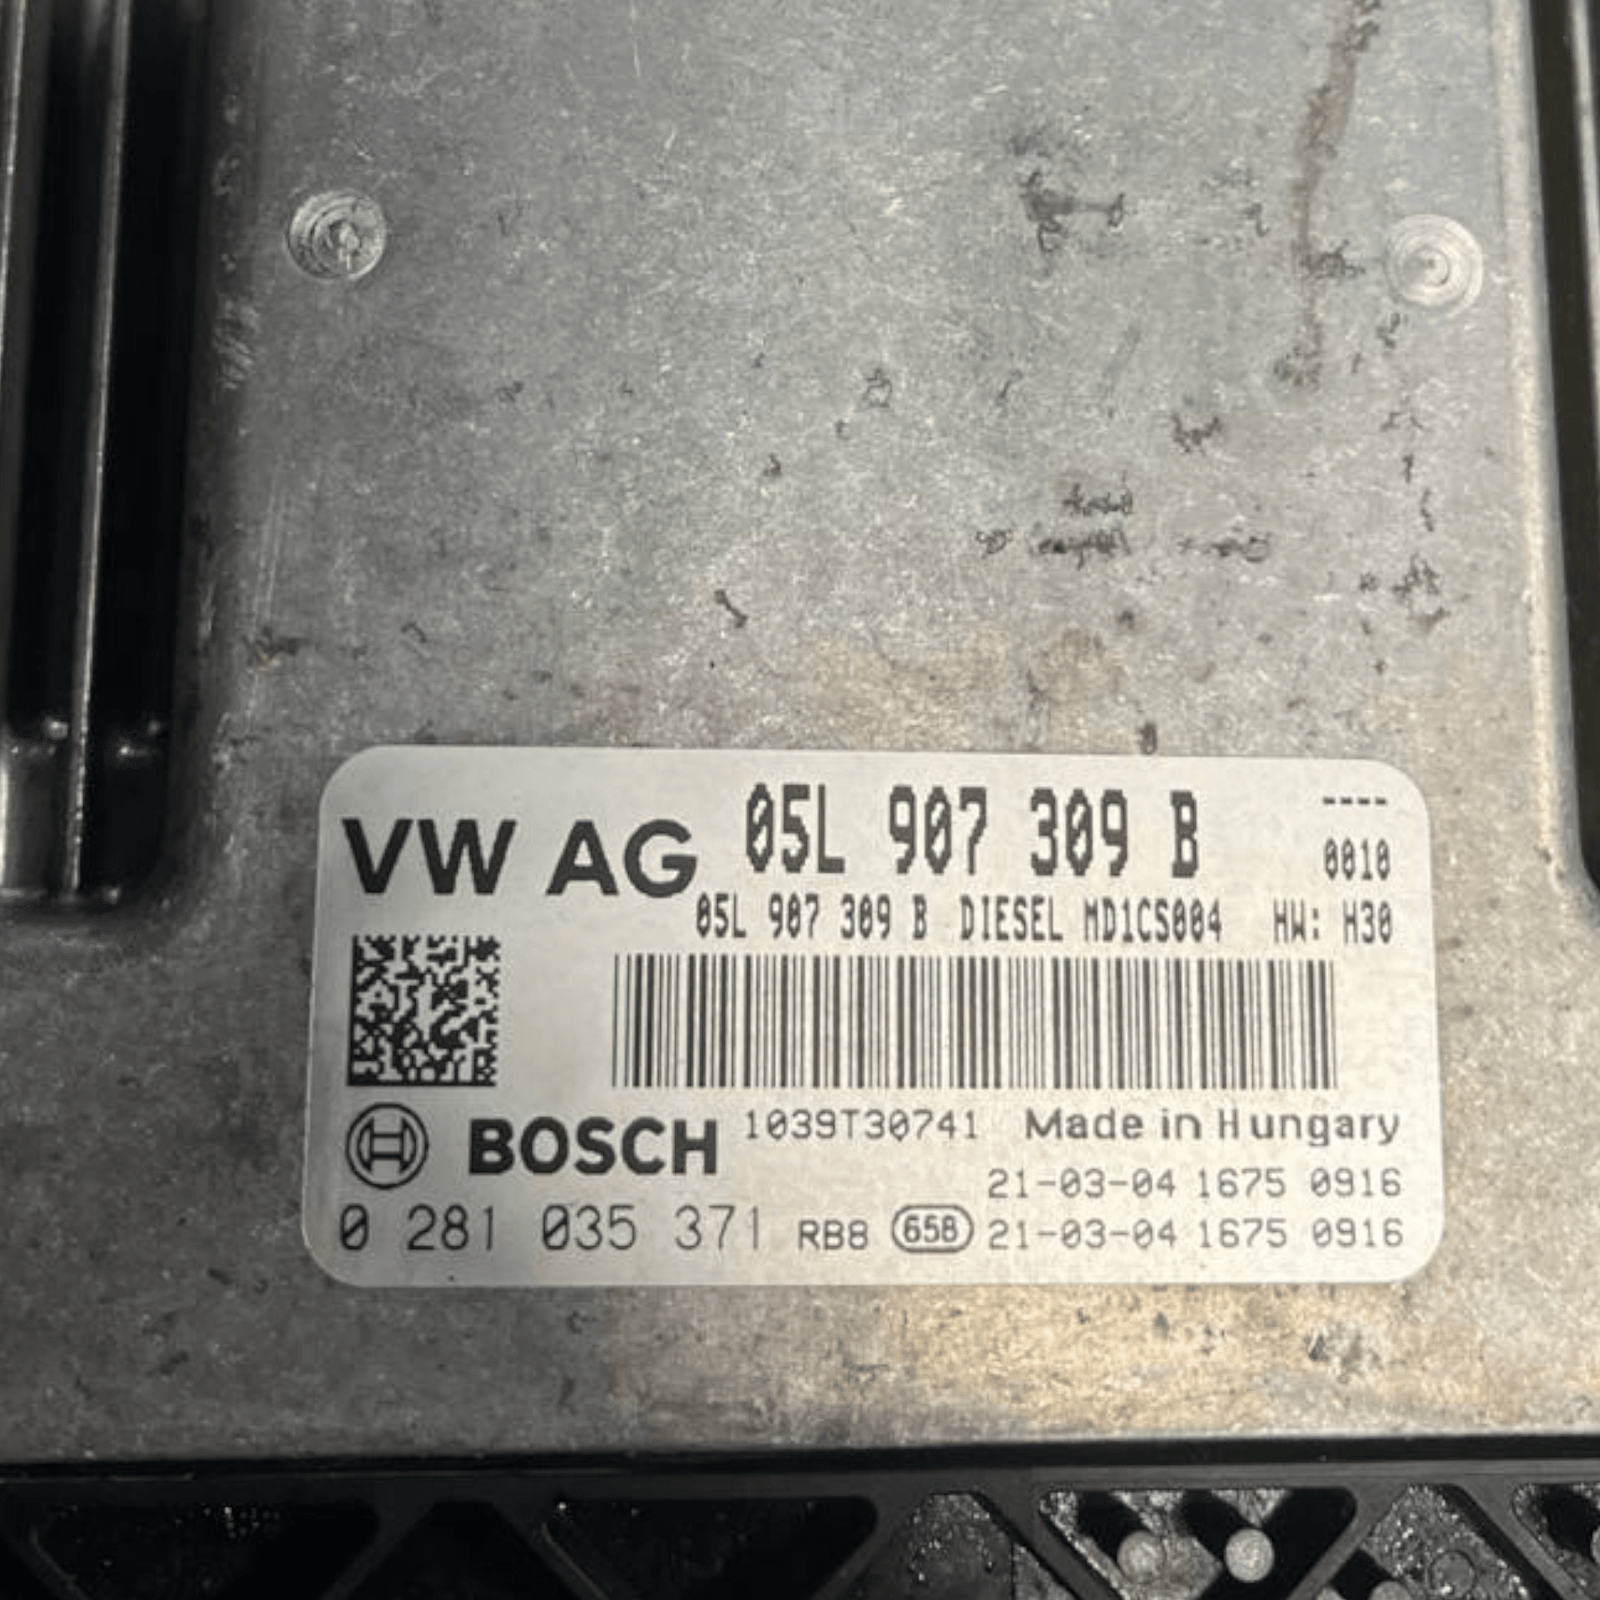 VW AG 05L 907 309 B ----
0010
05L 907 309 B DIESEL MD1CS004 HW: H30
BOSCH 1039T30741 Made in Hungary
21-03-04 1675 0916
0 281 035 371 RB8 658 21-03-04 1675 0916